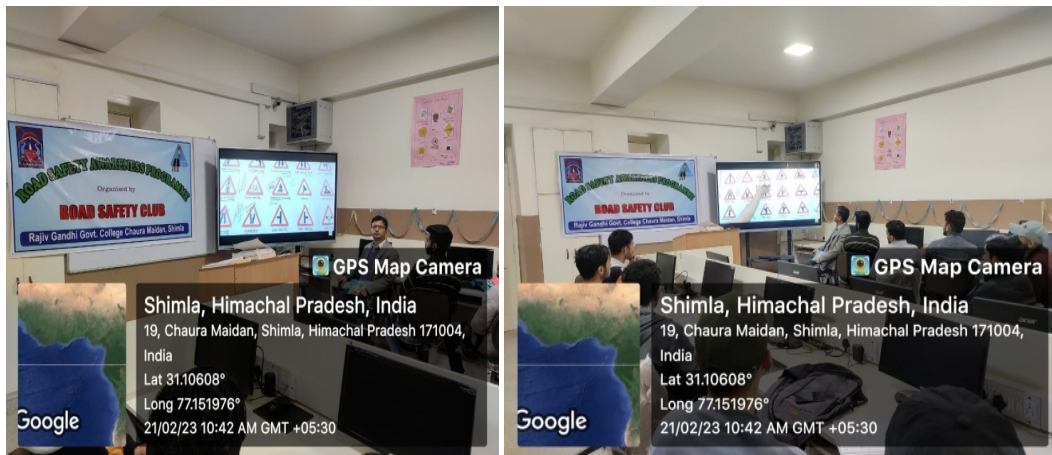 ROAD SAFETY AWARENESS PROGRAMME
Organised by
ROAD SAFETY CLUB
Rajiv Gandhi Govt. College Chaura Maidan, Shimla
GPS Map Camera
Google
Shimla, Himachal Pradesh, India
19, Chaura Maidan, Shimla, Himachal Pradesh 171004,
India
Lat 31.10608°
Long 77.151976°
21/02/23 10:42 AM GMT +05:30
ROAD SAFETY AWARENESS PROGRAMME
Organised by
ROAD SAFETY CLUB
Rajiv Gandhi Govt. College Chaura Maidan, Shimla
acer
GPS Map Camera
Google
Shimla, Himachal Pradesh, India
19, Chaura Maidan, Shimla, Himachal Pradesh 171004,
India
Lat 31.10608°
Long 77.151976°
21/02/23 10:42 AM GMT +05:30